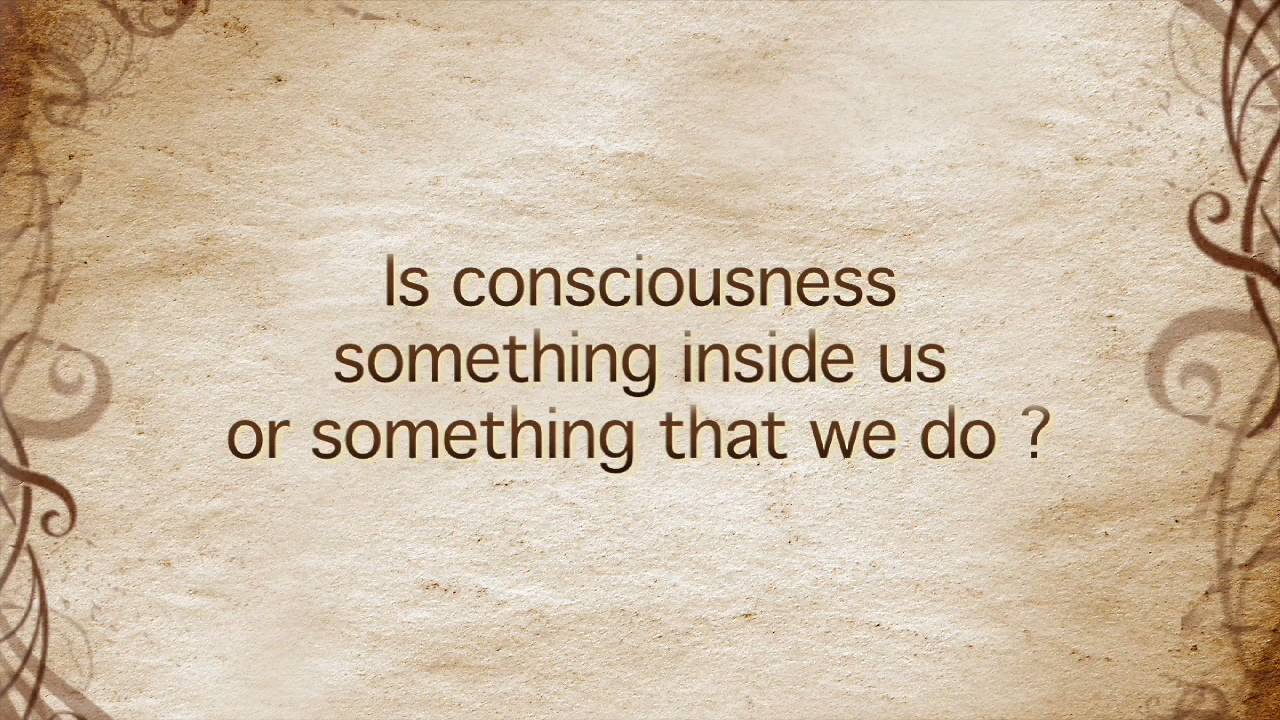 Is consciousness
something inside us
or something that we do ?